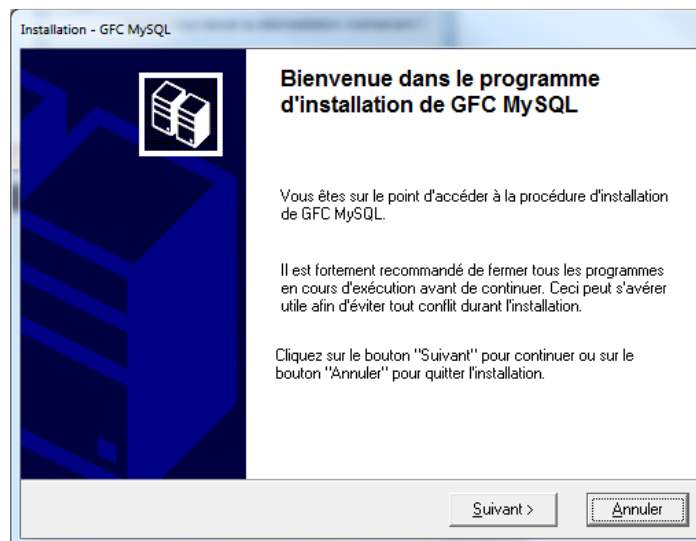 Installation - GFC MySQL
Bienvenue dans le programme
d'installation de GFC MySQL
Vous êtes sur le point d'accéder à la procédure d'installation
de GFC MySQL.
Il est fortement recommandé de fermer tous les programmes
en cours d'exécution avant de continuer. Ceci peut s'avérer
utile afin d'éviter tout conflit durant l'installation.
Cliquez sur le bouton "Suivant" pour continuer ou sur le
bouton "Annuler" pour quitter l'installation.
Suivant >
Annuler